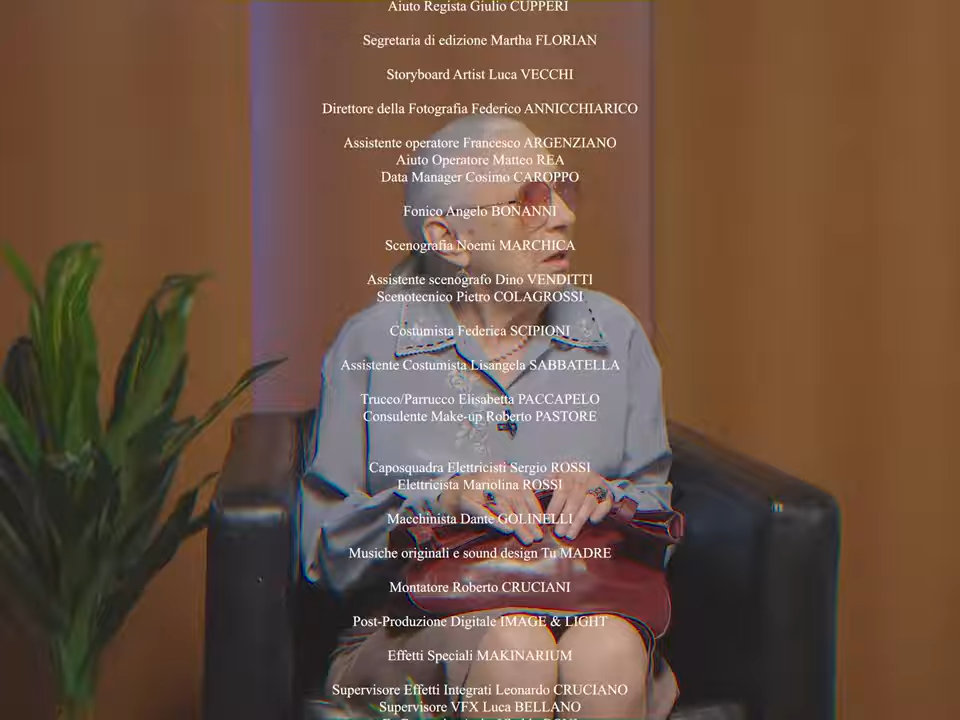 Aiuto Regista Giulio CUPPERI
Segretaria di edizione Martha FLORIAN
Storyboard Artist Luca VECCHI
Direttore della Fotografia Federico ANNICCHIARICO
Assistente operatore Francesco ARGENZIANO
Aiuto Operatore Matteo REA
Data Manager Cosimo CAROPPO
Fonico Angelo BONANNI
Scenografia Noemi MARCHICA
Assistente scenografo Dino VENDITTI
Scenotecnico Pietro COLAGROSSI
Costumista Federica SCIPIONI
Assistente Costumista Lisangela SABBATELLA
Trucco/Parrucco Elisabetta PACCAPELO
Consulente Make-up Roberto PASTORE
Caposquadra Elettricisti Sergio ROSSI
Elettricista Mariolina ROSSI
Macchinista Dante GOLINELLI
Musiche originali e sound design Tu MADRE
Montatore Roberto CRUCIANI
Post-Produzione Digitale IMAGE & LIGHT
Effetti Speciali MAKINARIUM
Supervisore Effetti Integrati Leonardo CRUCIANO
Supervisore VFX Luca BELLANO